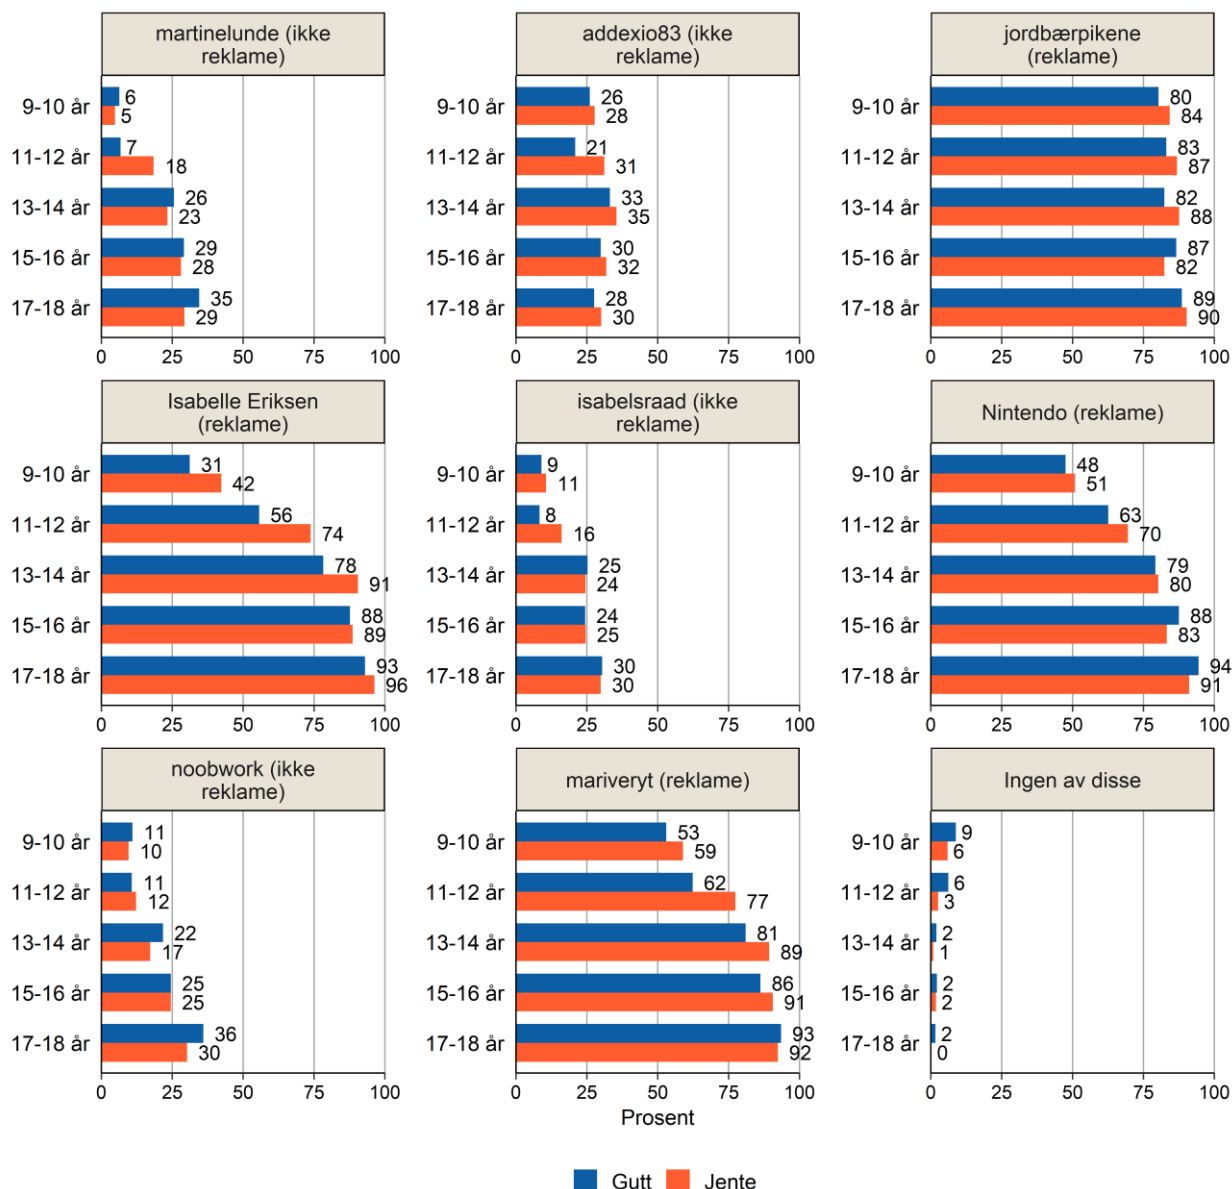 martinelunde (ikke
reklame)
9-10 år
6
5
11-12 år
7
18
13-14 år
26
23
15-16 år
29
28
17-18 år
35
29
0 25 50 75 100
addexio83 (ikke
reklame)
9-10 år
26
28
11-12 år
21
31
13-14 år
33
35
15-16 år
30
32
17-18 år
28
30
0 25 50 75 100
jordbærpikene
(reklame)
9-10 år
80
84
11-12 år
83
87
13-14 år
82
88
15-16 år
87
82
17-18 år
89
90
0 25 50 75 100
Isabelle Eriksen
(reklame)
9-10 år
31
42
11-12 år
56
74
13-14 år
78
91
15-16 år
88
89
17-18 år
93
96
0 25 50 75 100
isabelsraad (ikke
reklame)
9-10 år
9
11
11-12 år
8
16
13-14 år
25
24
15-16 år
24
25
17-18 år
30
30
0 25 50 75 100
Nintendo (reklame)
9-10 år
48
51
11-12 år
63
70
13-14 år
79
80
15-16 år
88
83
17-18 år
94
91
0 25 50 75 100
noobwork (ikke
reklame)
9-10 år
11
10
11-12 år
11
12
13-14 år
22
17
15-16 år
25
25
17-18 år
36
30
0 25 50 75 100
mariveryt (reklame)
9-10 år
53
59
11-12 år
62
77
13-14 år
81
89
15-16 år
86
91
17-18 år
93
92
0 25 50 75 100
Ingen av disse
9-10 år
9
6
11-12 år
6
3
13-14 år
2
1
15-16 år
2
2
17-18 år
2
0
0 25 50 75 100
Prosent
Gutt Jente